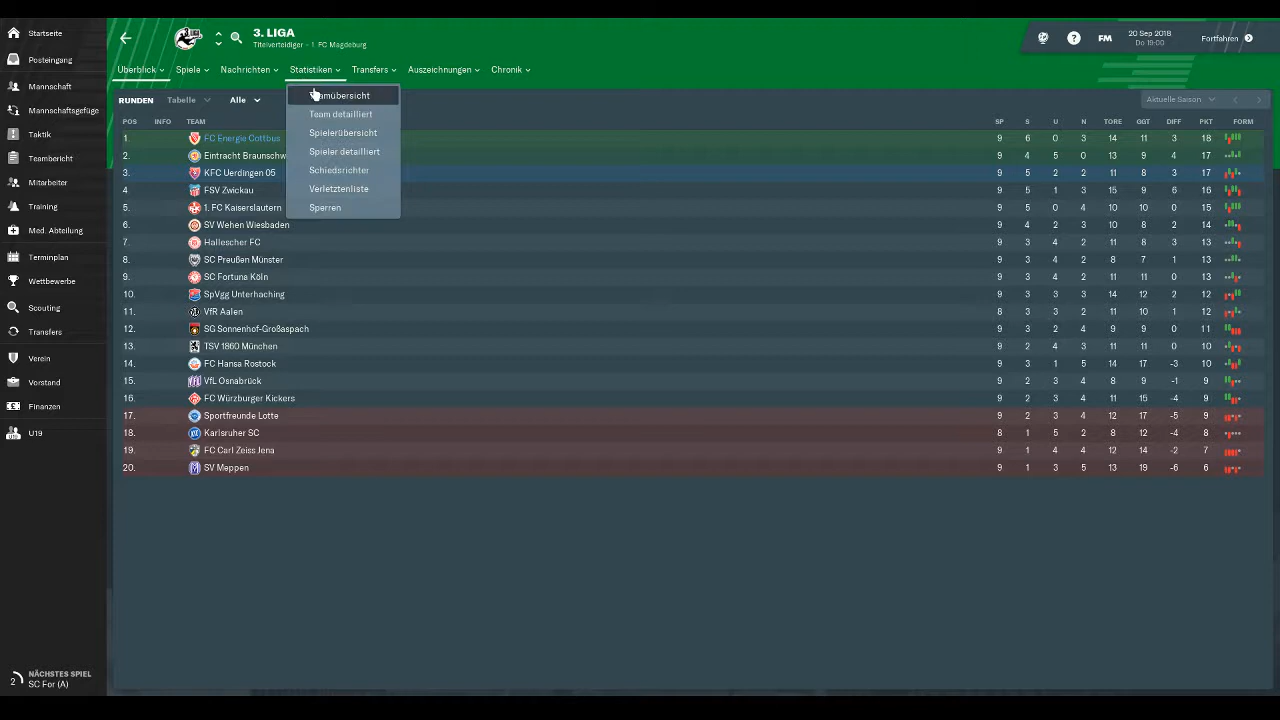 Startseite
Posteingang
Mannschaft
Mannschaftsgefüge
Taktik
Teambericht
Mitarbeiter
Training
Med. Abteilung
Terminplan
Wettbewerbe
Scouting
Transfers
Verein
Vorstand
Finanzen
U19 U19
2 NÄCHSTES SPIEL
SC For (A)
3. LIGA
Titelverteidiger - 1. FC Magdeburg
? FM 20 Sep 2018
Do 19:00
Fortfahren
Überblick Spiele Nachrichten Statistiken Transfers Auszeichnungen Chronik
Team detailliert
Spielerübersicht
Spieler detailliert
Schiedsrichter
Verletztenliste
Sperren
RUNDEN Tabelle Alle Aktuelle Saison
POS INFO TEAM SP S U N TORE GGT DIFF PKT FORM
1. FC Energie Cottbus 9 6 0 3 14 11 3 18
2. Eintracht 9 4 5 0 13 9 4 17
3. KFC Uerdingen 05 9 5 2 2 11 8 3 17
4. FSV Zwickau 9 5 1 3 15 9 6 16
5. 1. FC Kaiserslautern 9 5 0 4 10 10 0 15
6. SV Wehen Wiesbaden 9 4 2 3 10 8 2 14
7. Hallescher FC 9 3 4 2 11 8 3 13
8. SC Preußen Münster 9 3 4 2 8 7 1 13
9. SC Fortuna Köln 9 3 4 2 11 11 0 13
10. SpVgg Unterhaching 9 3 3 3 14 12 2 12
11. VfR Aalen 8 3 3 2 11 10 1 12
12. SG Sonnenhof-Großaspach 9 3 2 4 9 9 0 11
13. TSV 1860 München 9 2 4 3 11 11 0 10
14. FC Hansa Rostock 9 3 1 5 14 17 -3 10
15. VfL Osnabrück 9 2 3 4 8 9 -1 9
16. FC Würzburger Kickers 9 2 3 4 11 15 -4 9
17. Sportfreunde Lotte 9 2 3 4 12 17 -5 9
18. Karlsruher SC 8 1 5 2 8 12 -4 8
19. FC Carl Zeiss Jena 9 1 4 4 12 14 -2 7
20. SV Meppen 9 1 3 5 13 19 -6 6